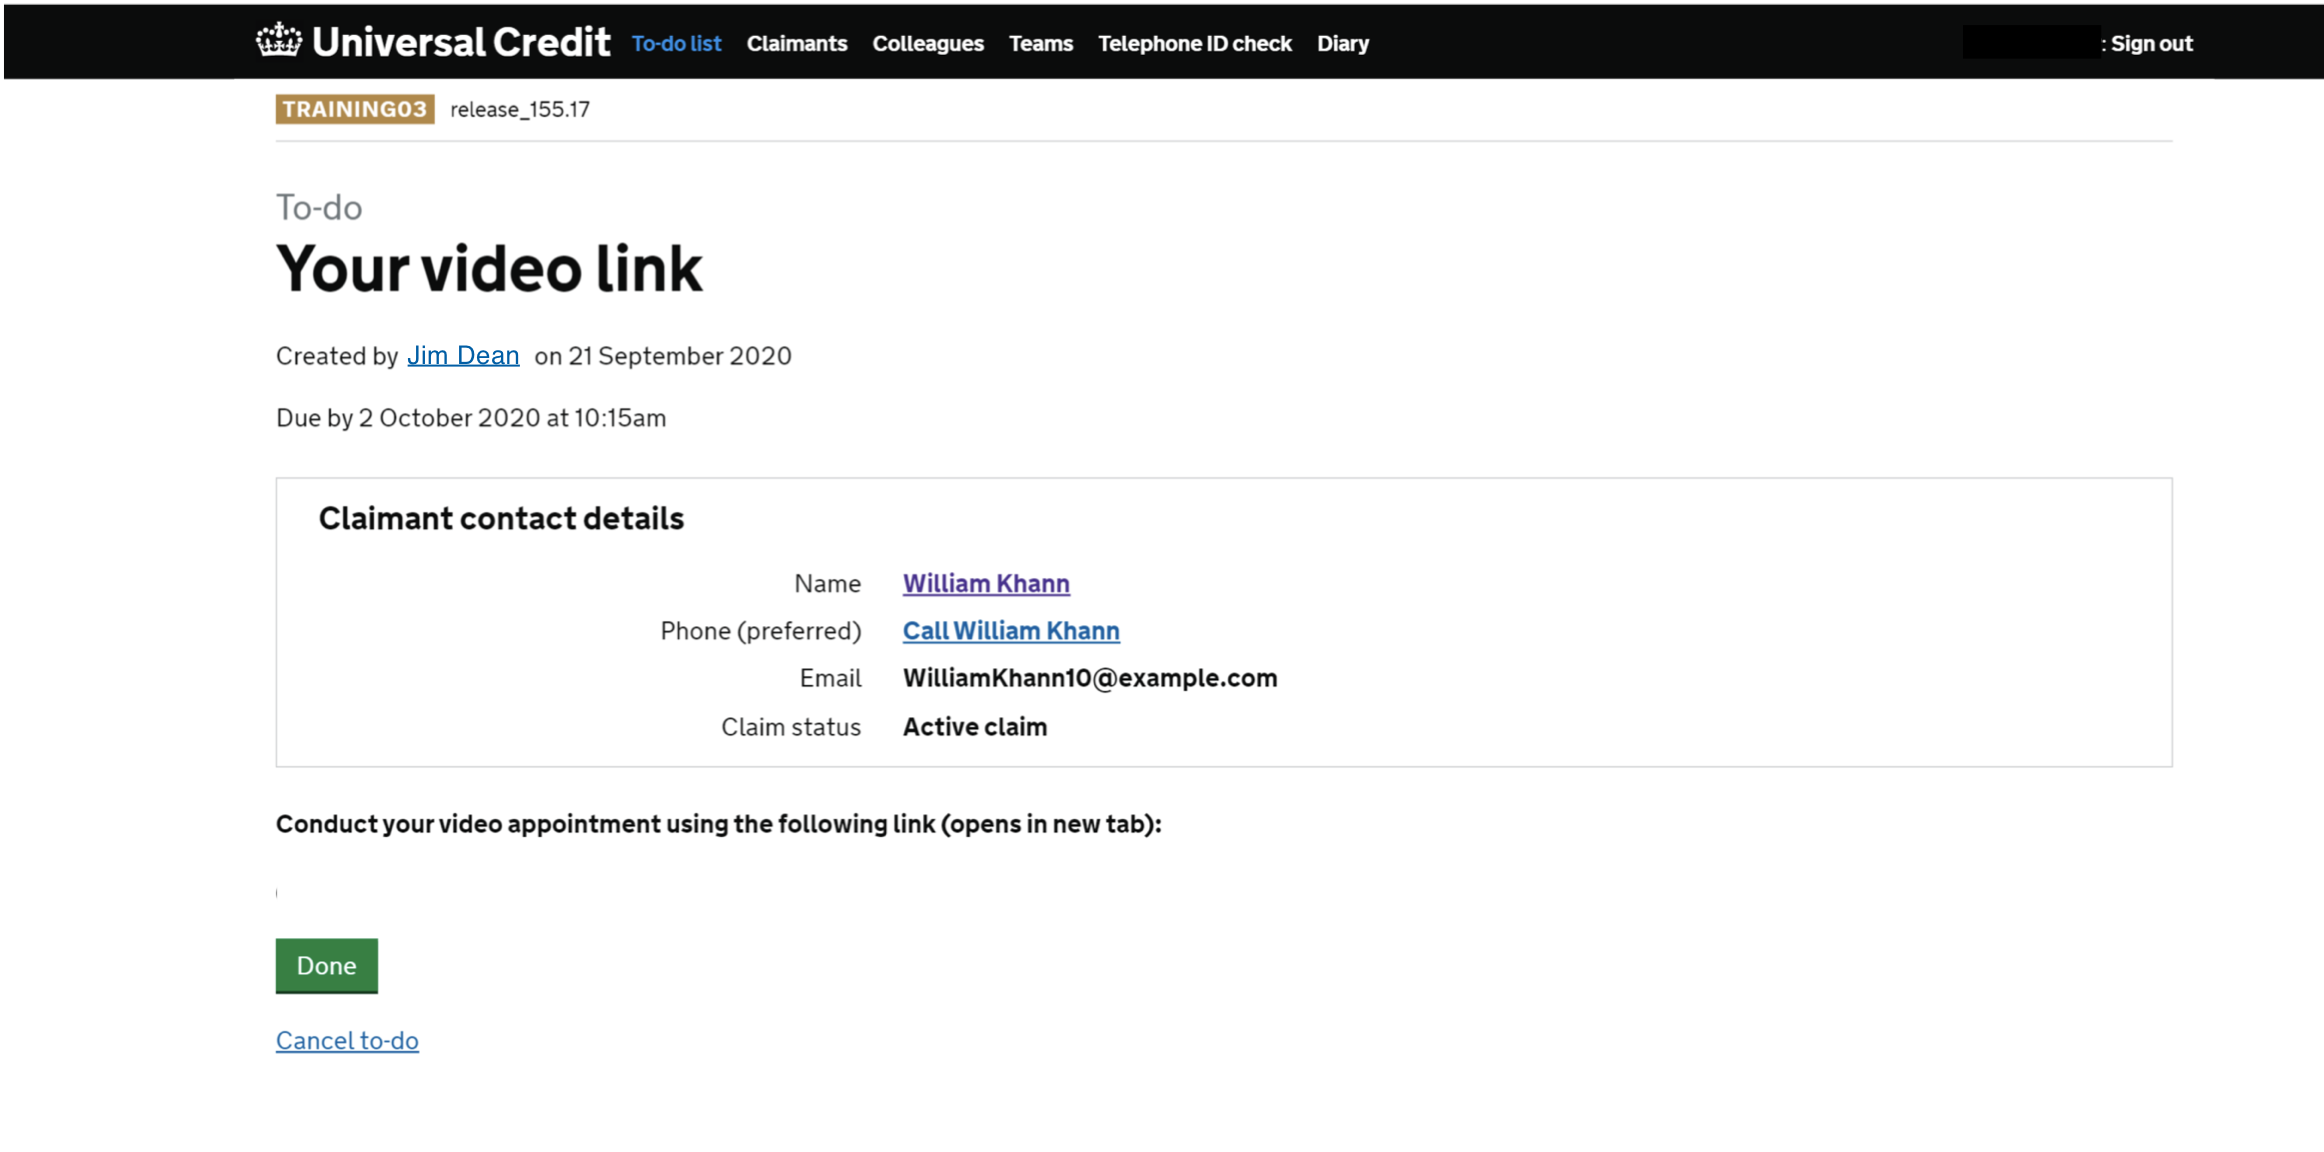 Universal Credit To-do list Claimants Colleagues Teams Telephone ID check Diary : Sign out
TRAINING03 release_155.17
To-do
Your video link
Created by Jim Dean on 21 September 2020
Due by 2 October 2020 at 10:15am
Claimant contact details
Name William Khann
Phone (preferred) Call William Khann
Email WilliamKhann10@example.com
Claim status Active claim
Conduct your video appointment using the following link (opens in new tab):
Done
Cancel to-do